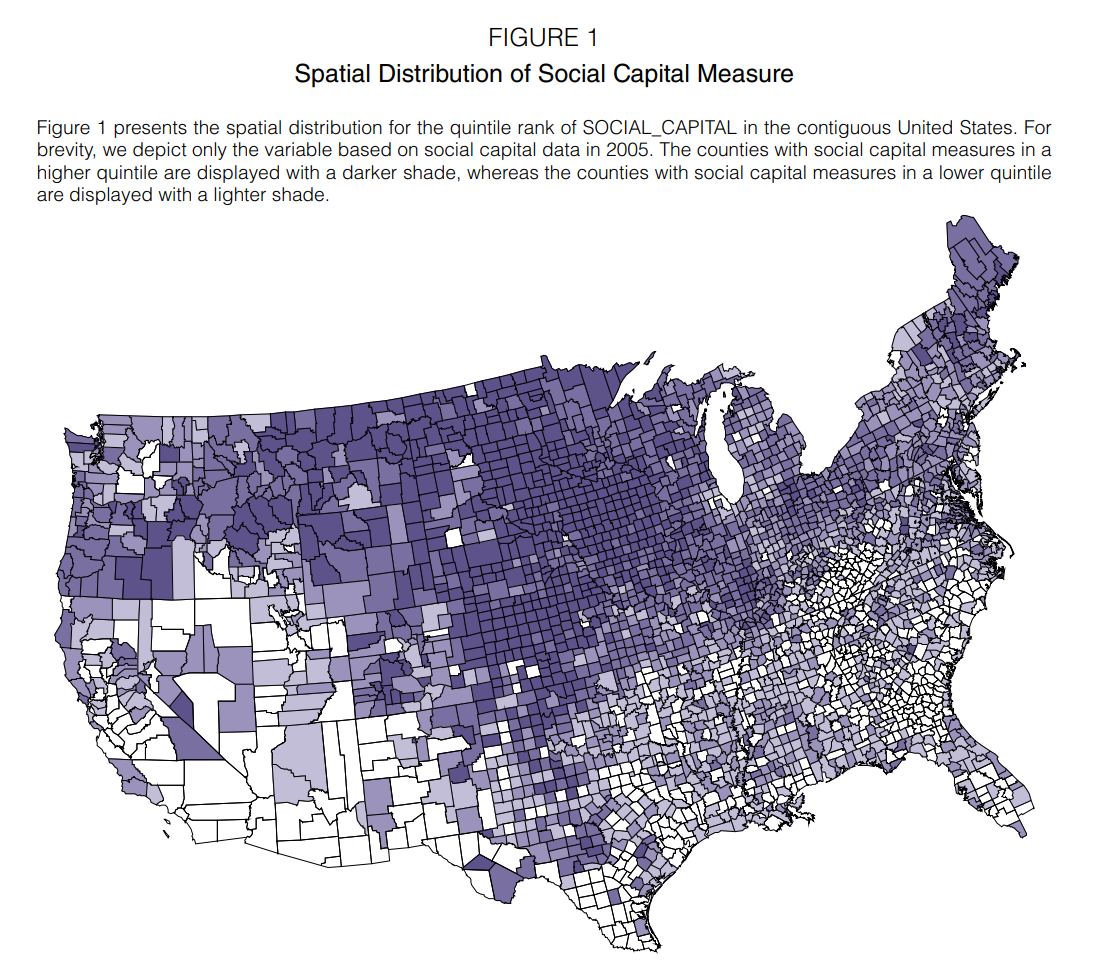 FIGURE 1
Spatial Distribution of Social Capital Measure
Figure 1 presents the spatial distribution for the quintile rank of SOCIAL_CAPITAL in the contiguous United States. For
brevity, we depict only the variable based on social capital data in 2005. The counties with social capital measures in a
higher quintile are displayed with a darker shade, whereas the counties with social capital measures in a lower quintile
are displayed with a lighter shade.